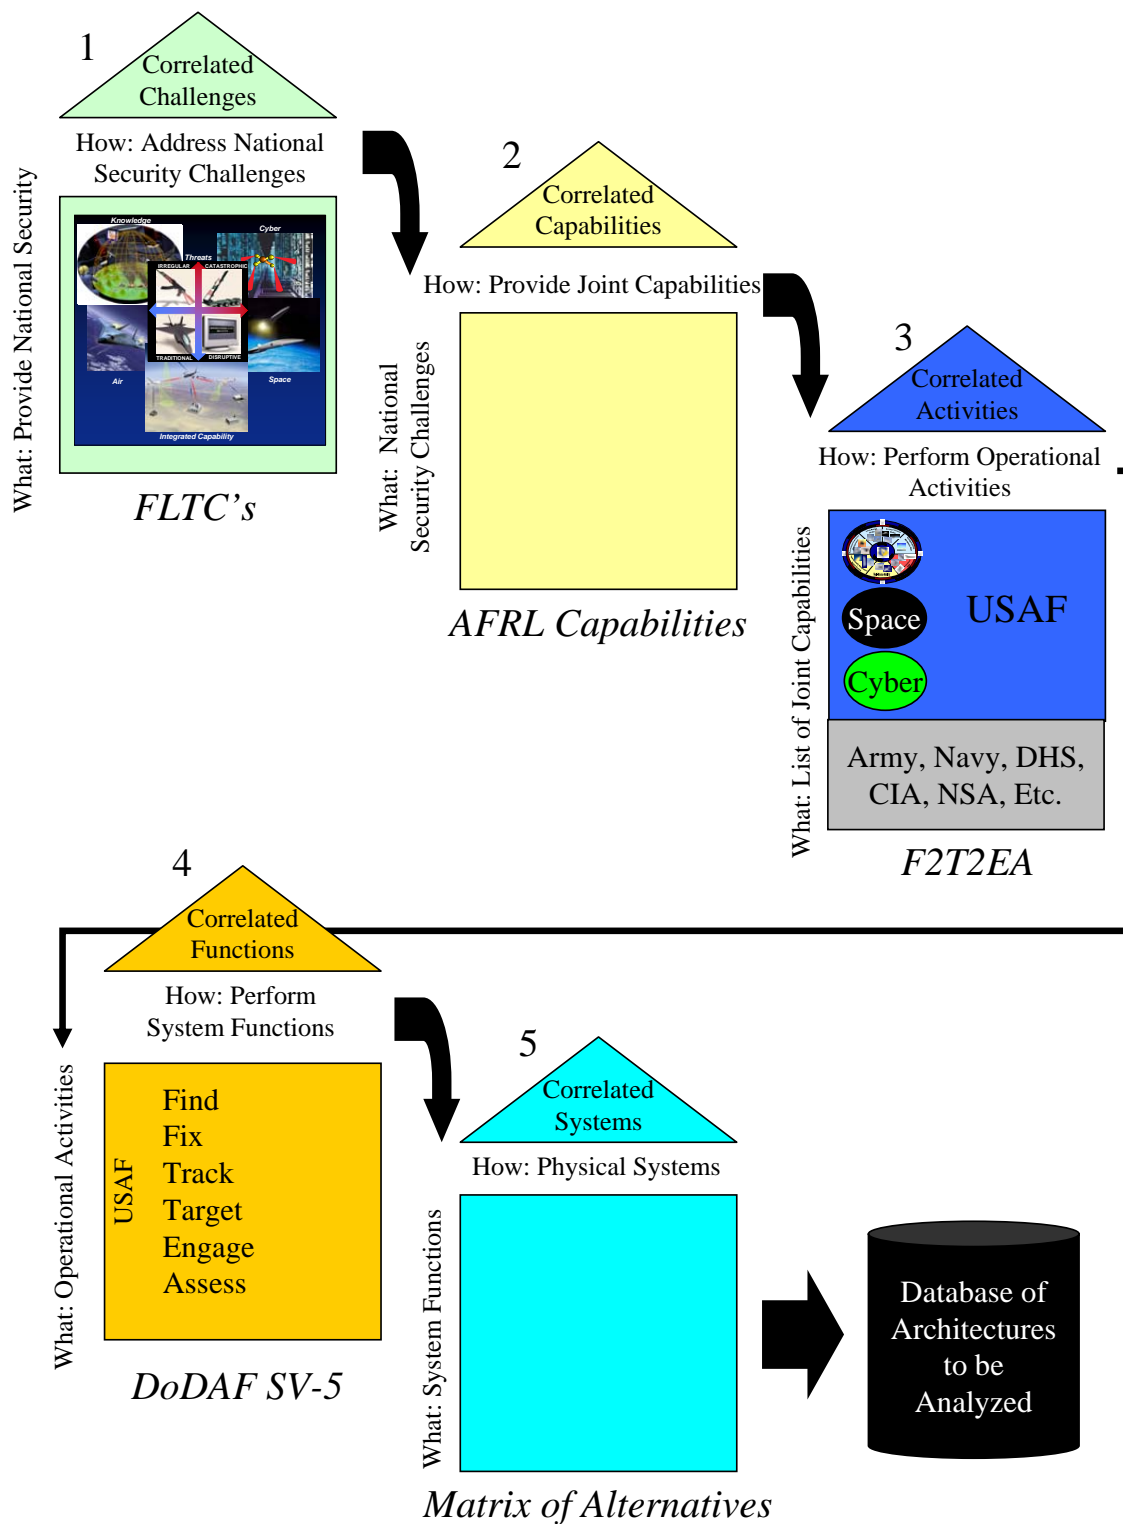 1
Correlated
Challenges
How: Address National
Security Challenges
What: Provide National Security
Knowledge
Cyber
Threats
IRREGULAR
CATASTROPHIC
TRADITIONAL
DISRUPTIVE
Air
Space
Integrated Capability
FLTC's
2
Correlated
Capabilities
How: Provide Joint Capabilities
What: National
Security Challenges
AFRL Capabilities
3
Correlated
Activities
How: Perform Operational
Activities
What: List of Joint Capabilities
USAF
Space
Cyber
Army, Navy, DHS,
CIA, NSA, Etc.
F2T2EA
4
Correlated
Functions
How: Perform
System Functions
What: Operational Activities
USAF
Find
Fix
Track
Target
Engage
Assess
DoDAF SV-5
5
Correlated
Systems
How: Physical Systems
What: System Functions
Matrix of Alternatives
Database of
Architectures
to be
Analyzed